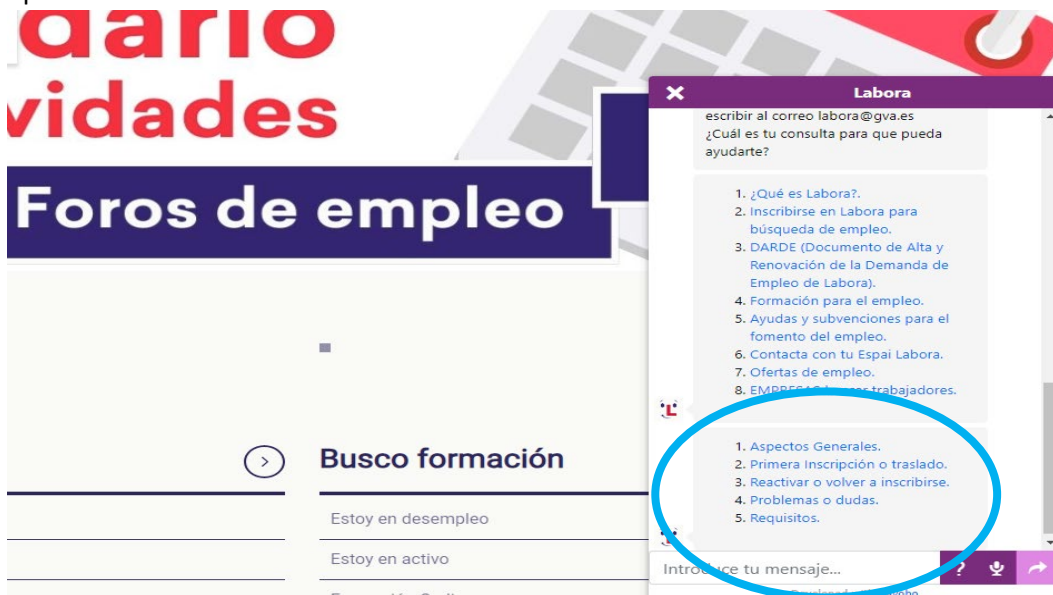 vidades
Foros de empleo
Busco formación
Estoy en desempleo
Estoy en activo
Labora
escribir al correo labora@gva.es
¿Cuál es tu consulta para que pueda
ayudarte?
1. ¿Qué es Labora?.
2. Inscribirse en Labora para
búsqueda de empleo.
3. DARDE (Documento de Alta y
Renovación de la Demanda de
Empleo de Labora).
4. Formación para el empleo.
5. Ayudas y subvenciones para el
fomento del empleo.
6. Contacta con tu Espai Labora.
7. Ofertas de empleo.
8. EMPRESAS trabajadores.
1. Aspectos Generales.
2. Primera Inscripción o traslado.
3. Reactivar o volver a inscribirse.
4. Problemas o dudas.
5. Requisitos.
Introduce tu mensaje...
?